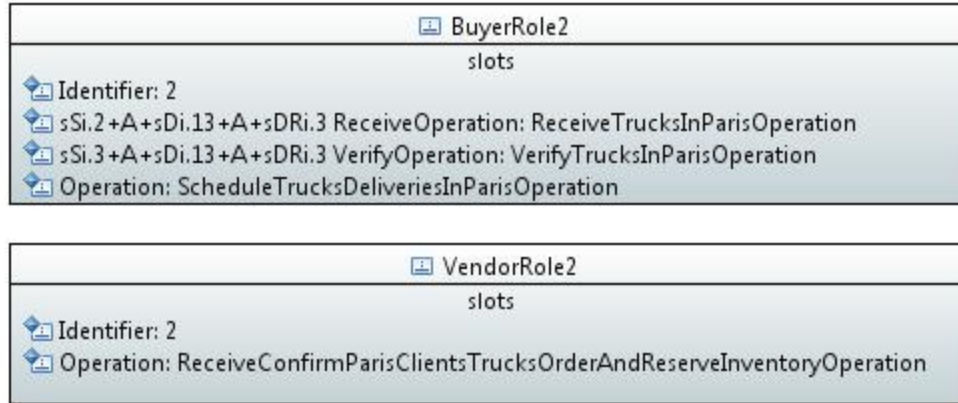 BuyerRole2
slots
Identifier: 2
sSi.2+A+sDi.13+A+sDRi.3 ReceiveOperation: ReceiveTrucksInParisOperation
sSi.3+A+sDi.13+A+sDRi.3 VerifyOperation: VerifyTrucksInParisOperation
Operation: ScheduleTrucksDeliveriesInParisOperation
VendorRole2
slots
Identifier: 2
Operation: ReceiveConfirmParisClientsTrucksOrderAndReserveInventoryOperation